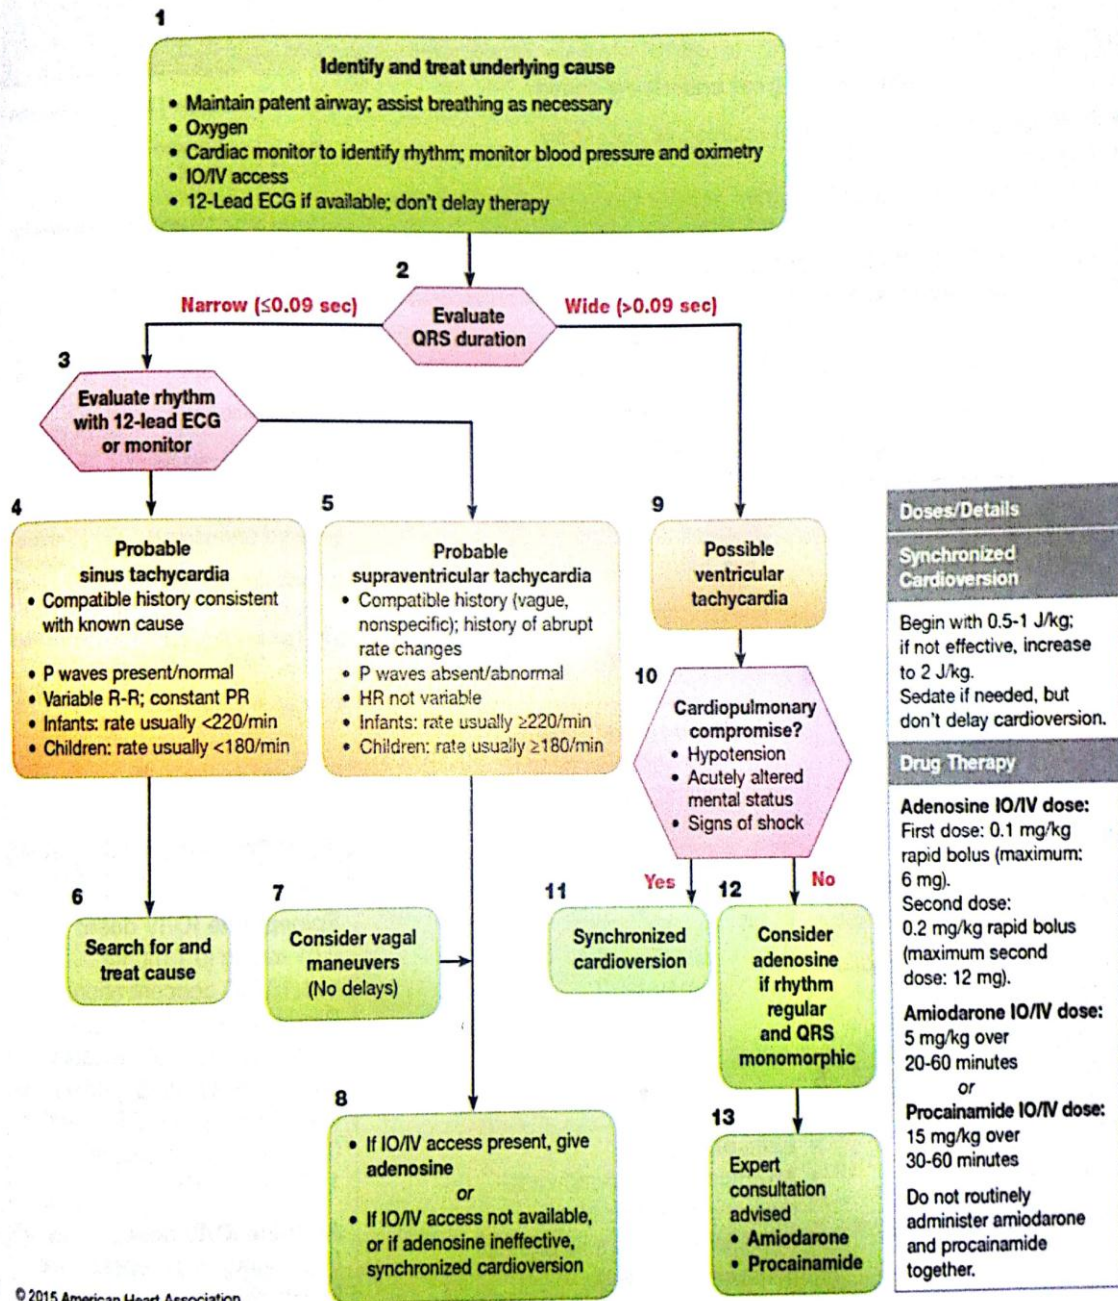 1
Identify and treat underlying cause
• Maintain patent airway; assist breathing as necessary
• Oxygen
• Cardiac monitor to identify rhythm; monitor blood pressure and oximetry
• IO/IV access
• 12-Lead ECG if available; don't delay therapy
2
Narrow (≤0.09 sec)
Evaluate
QRS duration
Wide (>0.09 sec)
3
Evaluate rhythm
with 12-lead ECG
or monitor
4
Probable
sinus tachycardia
• Compatible history consistent
with known cause
• P waves present/normal
• Variable R-R; constant PR
• Infants: rate usually <220/min
• Children: rate usually <180/min
5
Probable
supraventricular tachycardia
• Compatible history (vague,
nonspecific); history of abrupt
rate changes
• P waves absent/abnormal
• HR not variable
• Infants: rate usually ≥220/min
• Children: rate usually ≥180/min
9
Possible
ventricular
tachycardia
10
Cardiopulmonary
compromise?
• Hypotension
• Acutely altered
mental status
• Signs of shock
Yes
No
6
Search for and
treat cause
7
Consider vagal
maneuvers
(No delays)
11
Synchronized
cardioversion
12
Consider
adenosine
if rhythm
regular
and QRS
monomorphic
8
• If IO/IV access present, give
adenosine
or
• If IO/IV access not available,
or if adenosine ineffective,
synchronized cardioversion
13
Expert
consultation
advised
• Amiodarone
• Procainamide
Doses/Details
Synchronized
Cardioversion
Begin with 0.5-1 J/kg;
if not effective, increase
to 2 J/kg.
Sedate if needed, but
don't delay cardioversion.
Drug Therapy
Adenosine IO/IV dose:
First dose: 0.1 mg/kg
rapid bolus (maximum:
6 mg).
Second dose:
0.2 mg/kg rapid bolus
(maximum second
dose: 12 mg).
Amiodarone IO/IV dose:
5 mg/kg over
20-60 minutes
or
Procainamide IO/IV dose:
15 mg/kg over
30-60 minutes
Do not routinely
administer amiodarone
and procainamide
together.
© 2015 American Heart Association